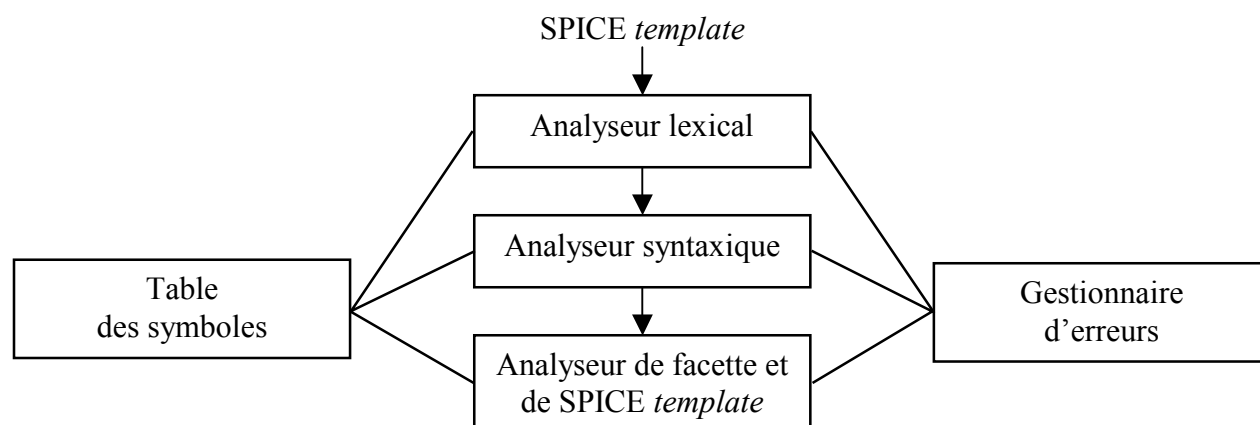 SPICE template
Analyseur lexical
Analyseur syntaxique
Table
des symboles
Gestionnaire
d’erreurs
Analyseur de facette et
de SPICE template